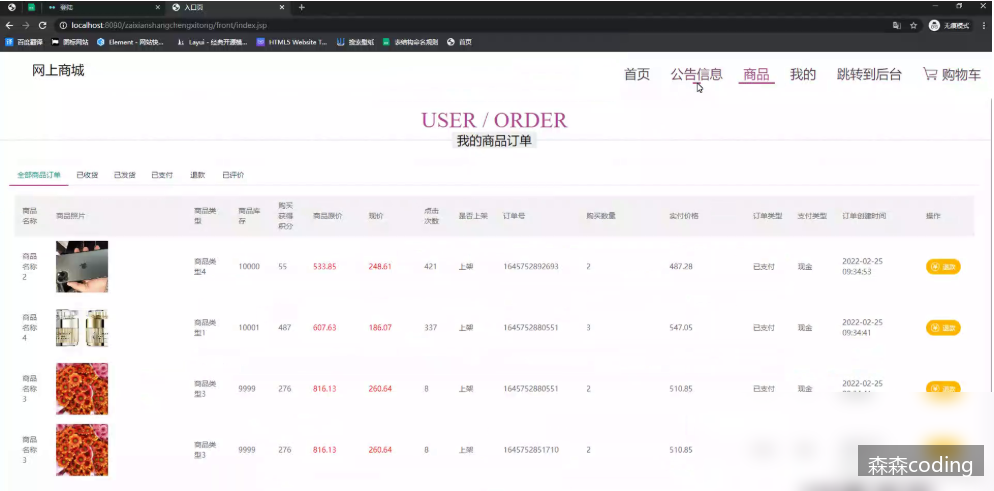 登陆
入口页
localhost:8080/zaixianshangchengxitong/front/index.jsp
无痕模式
百度翻译 图标网站 Element - 网站快... Layui - 经典开源模... HTML5 Website T... 搜索壁纸 表结构命名规则 首页
网上商城
首页 公告信息 商品 我的 跳转到后台 购物车
USER / ORDER
我的商品订单
全部商品订单 已收货 已发货 已支付 退款 已评价
商品名称 商品照片 商品类型 商品库存 购买获得积分 商品原价 现价 点击次数 是否上架 订单号 购买数量 实付价格 订单类型 支付类型 订单创建时间 操作
商品名称2 商品类型4 10000 55 533.85 248.61 421 上架 1645752892693 2 487.28 已支付 现金 2022-02-25 09:34:53 退款
商品名称4 商品类型1 10001 487 607.63 186.07 337 上架 1645752880551 3 547.05 已支付 现金 2022-02-25 09:34:41 退款
商品名称3 商品类型3 9999 276 816.13 260.64 8 上架 1645752880551 2 510.85 已支付 现金 2022-02-25
商品名称3 商品类型3 9999 276 816.13 260.64 8 上架 1645752851710 2 510.85
森森coding